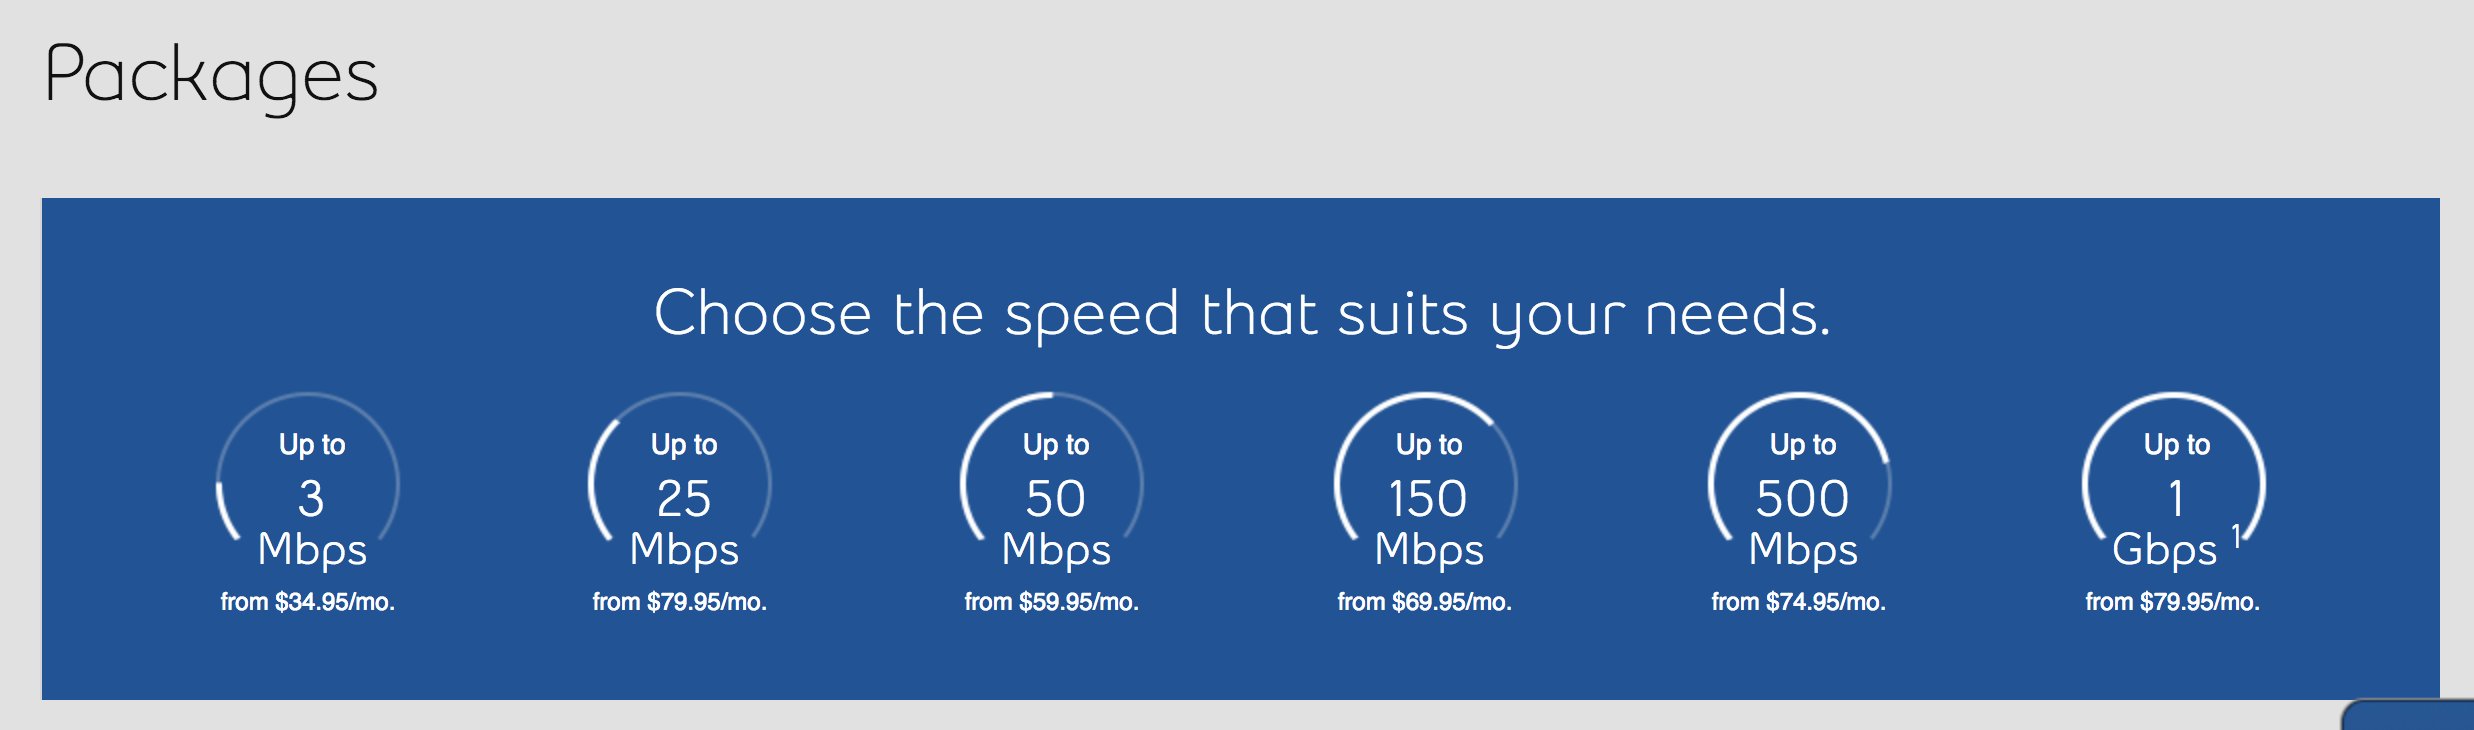 Packages
Choose the speed that suits your needs.
Up to
3
Mbps
from $34.95/mo.
Up to
25
Mbps
from $79.95/mo.
Up to
50
Mbps
from $59.95/mo.
Up to
150
Mbps
from $69.95/mo.
Up to
500
Mbps
from $74.95/mo.
Up to
1
Gbps 1
from $79.95/mo.